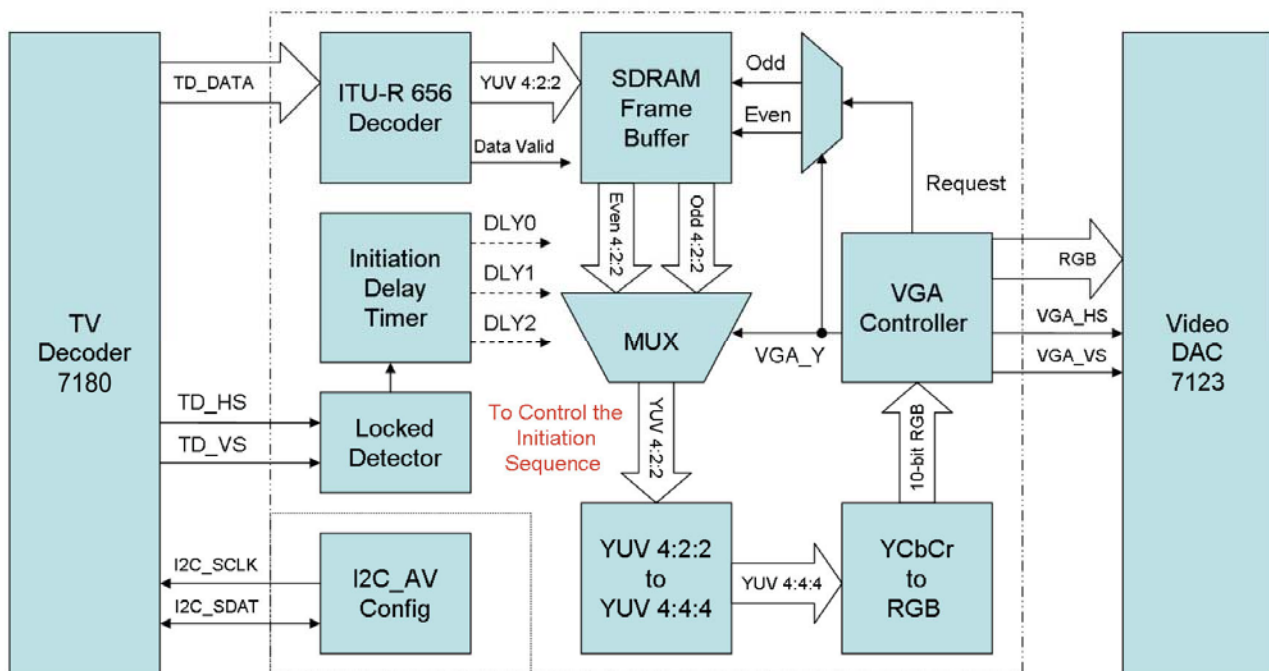 TV
Decoder
7180
TD_DATA
ITU-R 656
Decoder
YUV 4:2:2
Data Valid
SDRAM
Frame
Buffer
Odd
Even
Request
Even 4:2:2
Odd 4:2:2
Initiation
Delay
Timer
DLY0
DLY1
DLY2
MUX
VGA_Y
VGA
Controller
RGB
VGA_HS
VGA_VS
Video
DAC
7123
TD_HS
TD_VS
Locked
Detector
To Control the
Initiation
Sequence
YUV 4:2:2
10-bit RGB
I2C_SCLK
I2C_SDAT
I2C_AV
Config
YUV 4:2:2
to
YUV 4:4:4
YUV 4:4:4
YCbCr
to
RGB